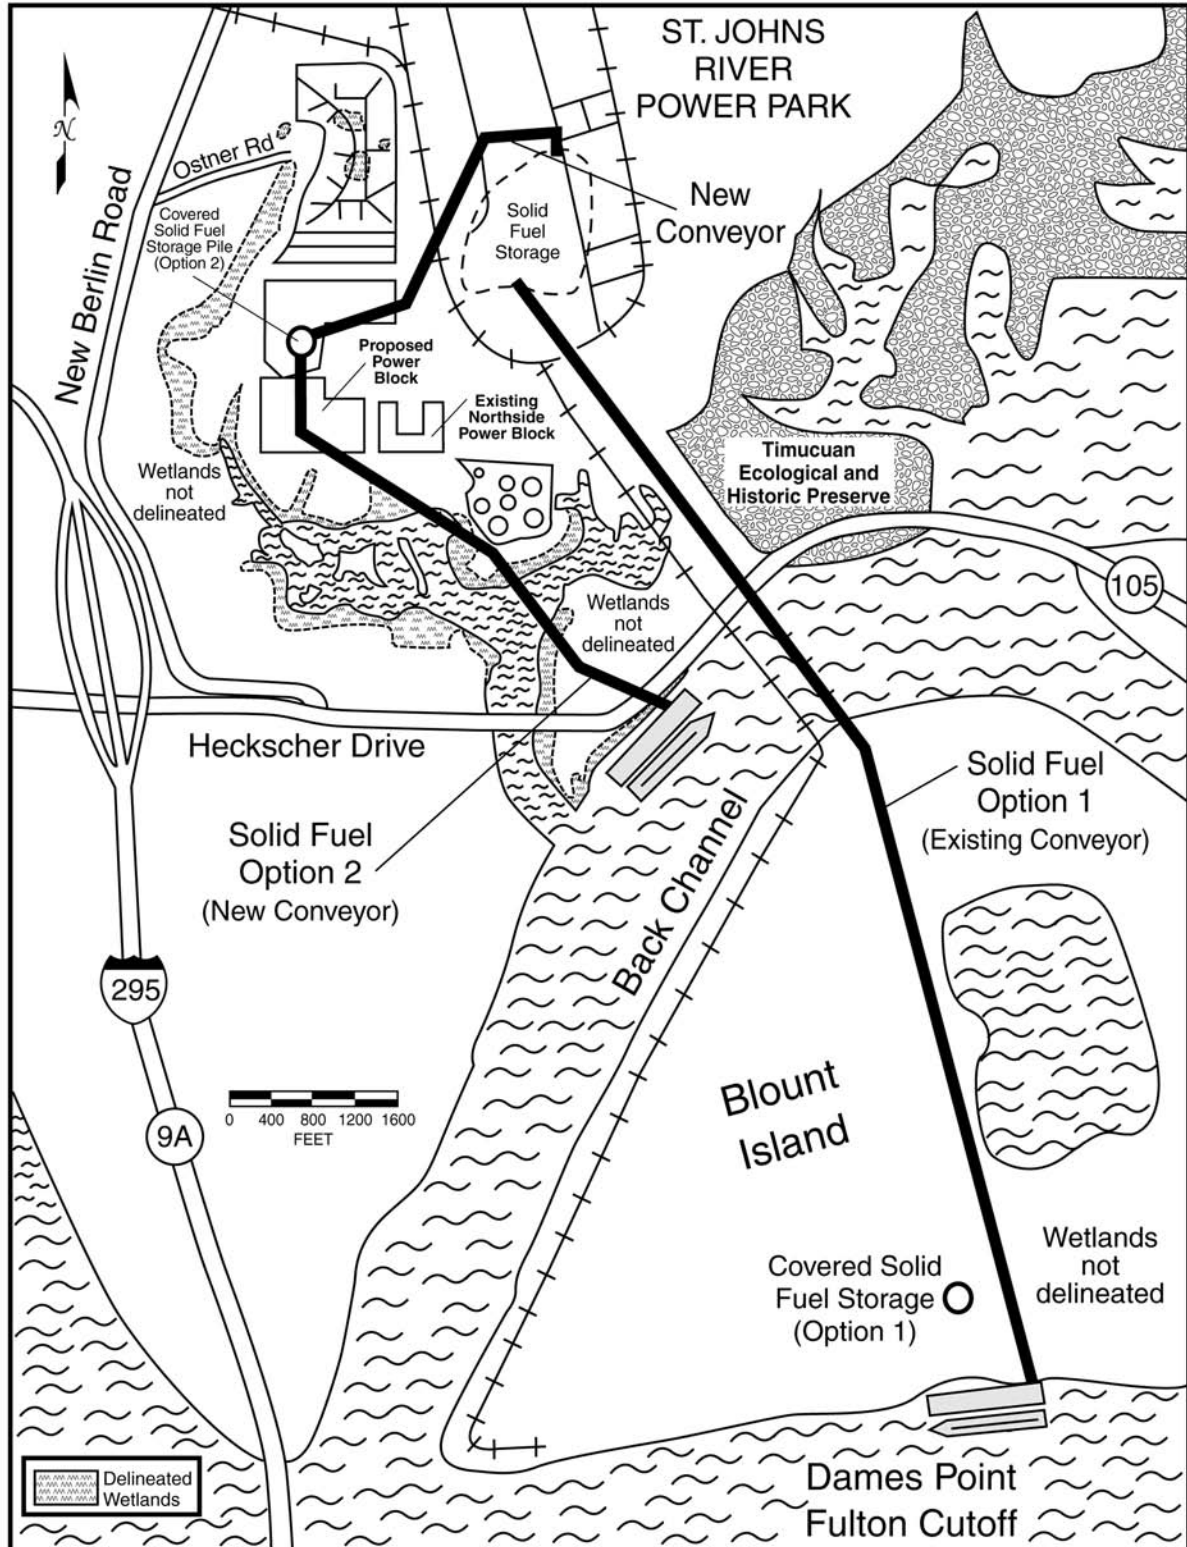 ST. JOHNS
RIVER
POWER PARK
N
Ostner Rd
New Berlin Road
Covered
Solid Fuel
Storage Pile
(Option 2)
Solid
Fuel
Storage
New
Conveyor
Proposed
Power
Block
Existing
Northside
Power Block
Timucuan
Ecological and
Historic Preserve
Wetlands
not
delineated
105
Wetlands
not
delineated
Heckscher Drive
Solid Fuel
Option 1
(Existing Conveyor)
Solid Fuel
Option 2
(New Conveyor)
Back Channel
295
0 400 800 1200 1600
FEET
9A
Blount
Island
Wetlands
not
delineated
Covered Solid
Fuel Storage
(Option 1)
Delineated
Wetlands
Dames Point
Fulton Cutoff